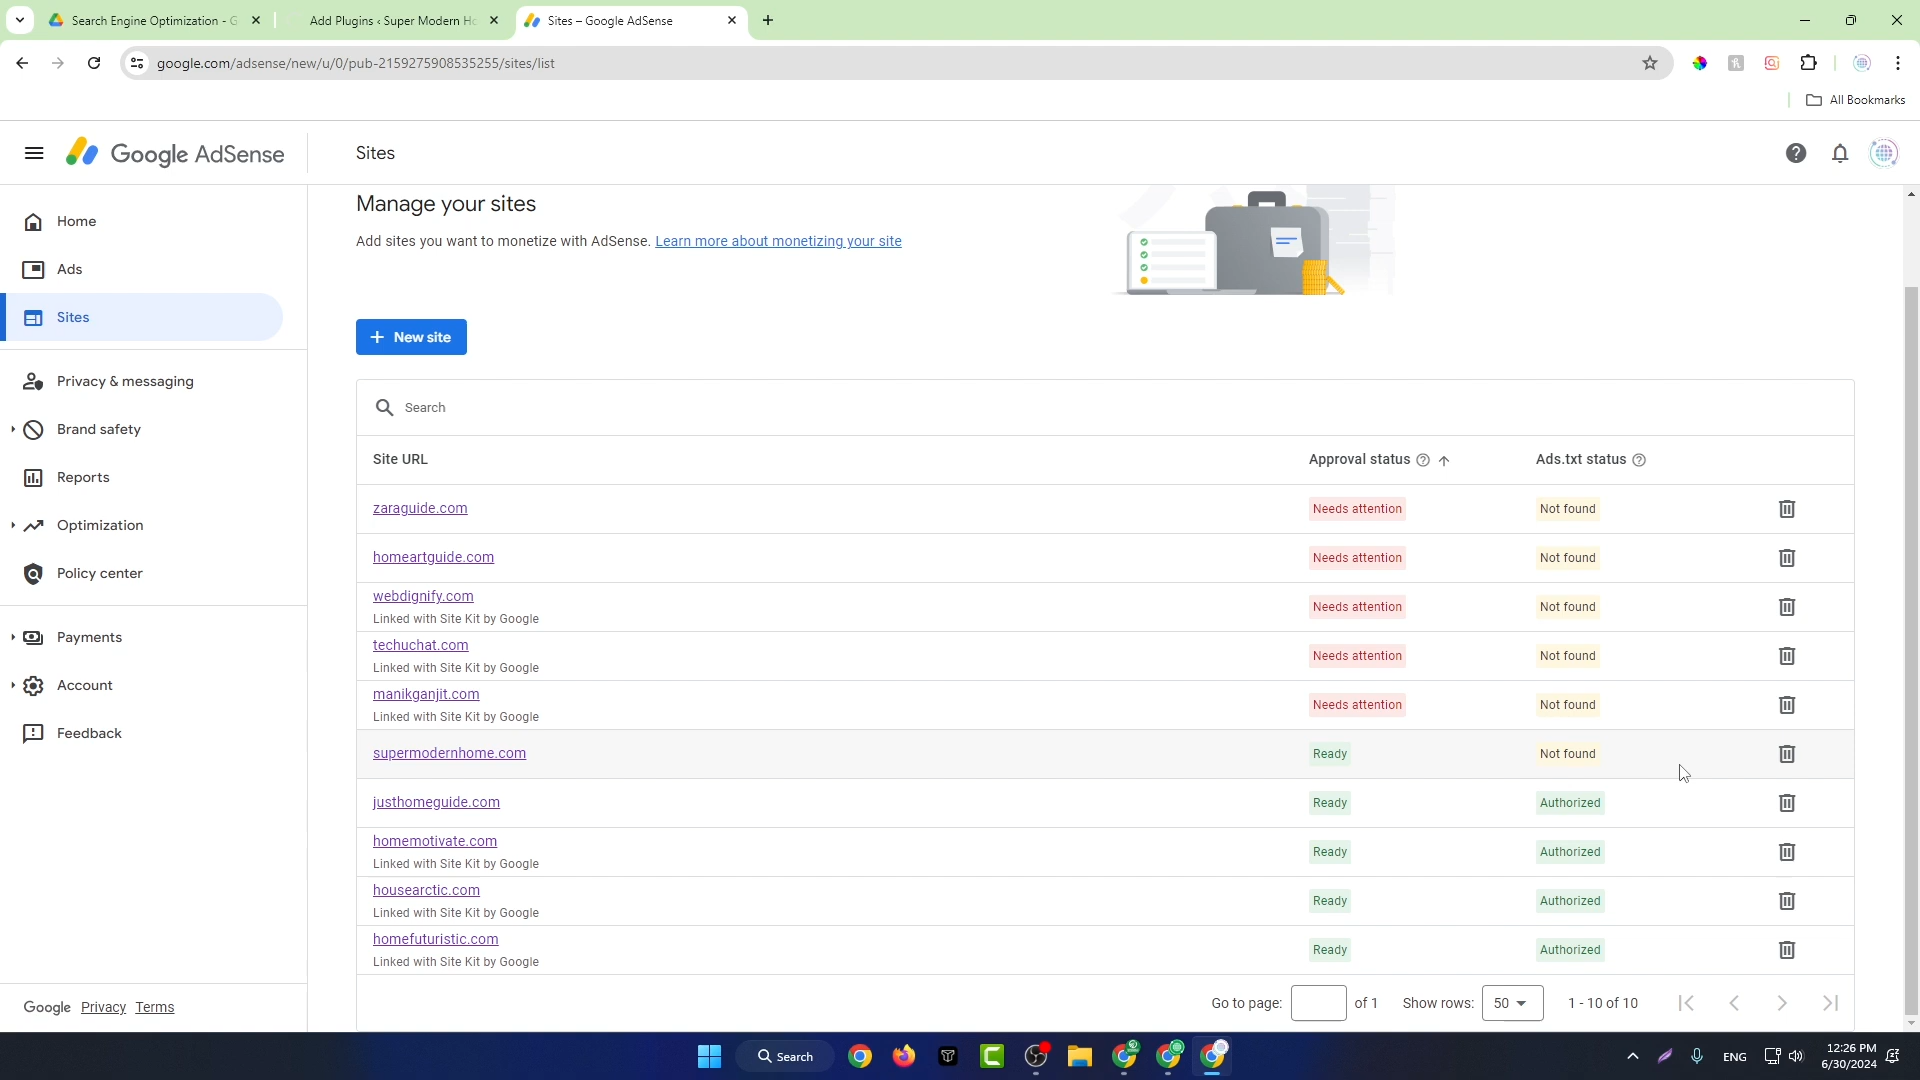 Search Engine Optimization - G
Add Plugins ‹ Super Modern Ho
Sites – Google AdSense
google.com/adsense/new/u/0/pub-2159275908535255/sites/list
All Bookmarks
Google AdSense
Sites
Home
Ads
Sites
Privacy & messaging
Brand safety
Reports
Optimization
Policy center
Payments
Account
Feedback
Google Privacy Terms
Manage your sites
Add sites you want to monetize with AdSense. Learn more about monetizing your site
+ New site
Search
Site URL Approval status Ads.txt status
zaraguide.com Needs attention Not found
homeartguide.com Needs attention Not found
webdignify.com Needs attention Not found
Linked with Site Kit by Google
techuchat.com Needs attention Not found
Linked with Site Kit by Google
manikganjit.com Needs attention Not found
Linked with Site Kit by Google
supermodernhome.com Ready Not found
justhomeguide.com Ready Authorized
homemotivate.com Ready Authorized
Linked with Site Kit by Google
housearctic.com Ready Authorized
Linked with Site Kit by Google
homefuturistic.com Ready Authorized
Linked with Site Kit by Google
Go to page: of 1 Show rows: 50 1 - 10 of 10
Search
ENG
12:26 PM
6/30/2024